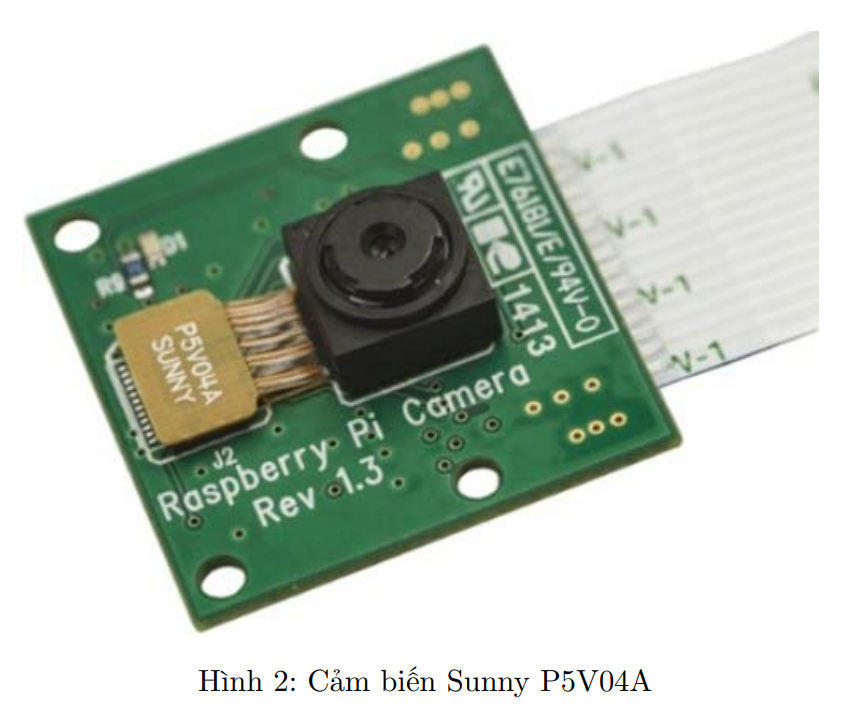 V-1
V-1
V-1
V-1
E76181/E/94V-0
1413
D1
R9
P5V04A
SUNNY
J2
Raspberry Pi Camera
Rev 1.3
Hình 2: Cảm biến Sunny P5V04A